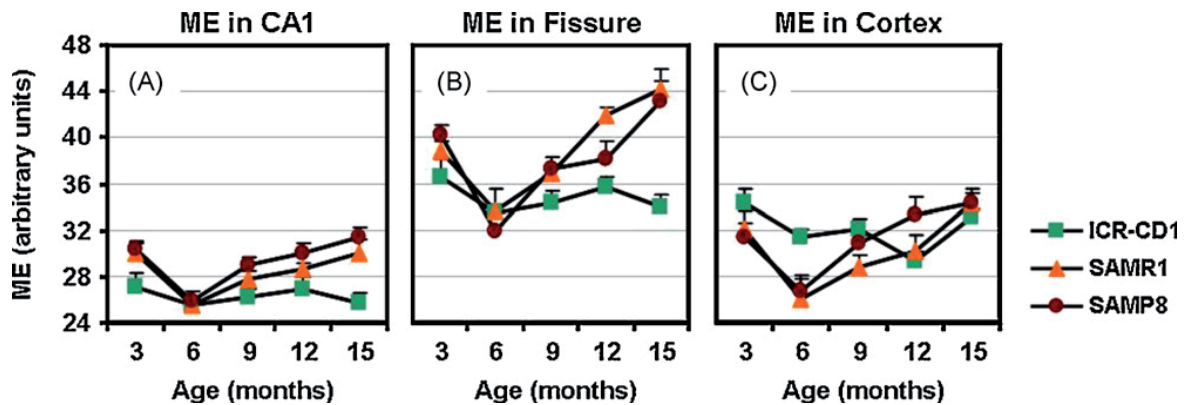 ME in CA1 ME in Fissure ME in Cortex
ME (arbitrary units)
48
44
40
36
32
28
24
(A) (B) (C)
3 6 9 12 15 3 6 9 12 15 3 6 9 12 15
Age (months) Age (months) Age (months)
ICR-CD1
SAMR1
SAMP8